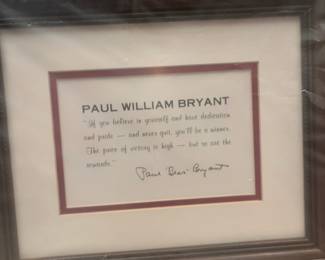 PAUL WILLIAM BRYANT
"If you believe in yourself and have dedication
and pride — and never quit, you'll be a winner.
The price of victory is high — but so are the
rewards."
Paul "Bear" Bryant